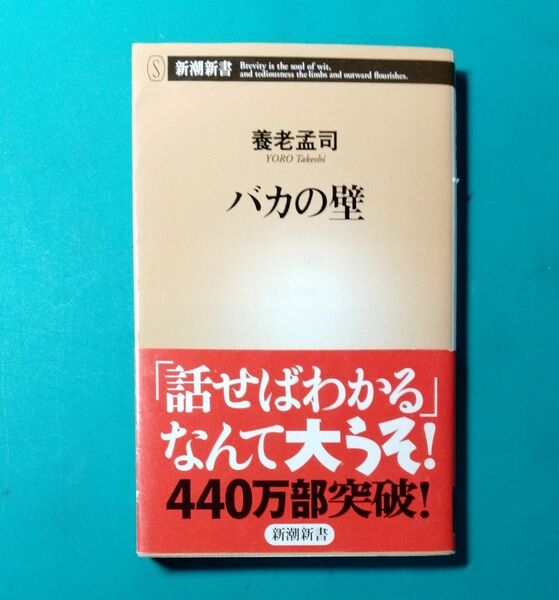 S
新潮新書
Brevity is the soul of wit,
and tediousness the limbs and outward flourishes.
養老孟司
YORO Takeshi
バカの壁
「話せばわかる」
なんて大うそ!
440万部突破!
新潮新書